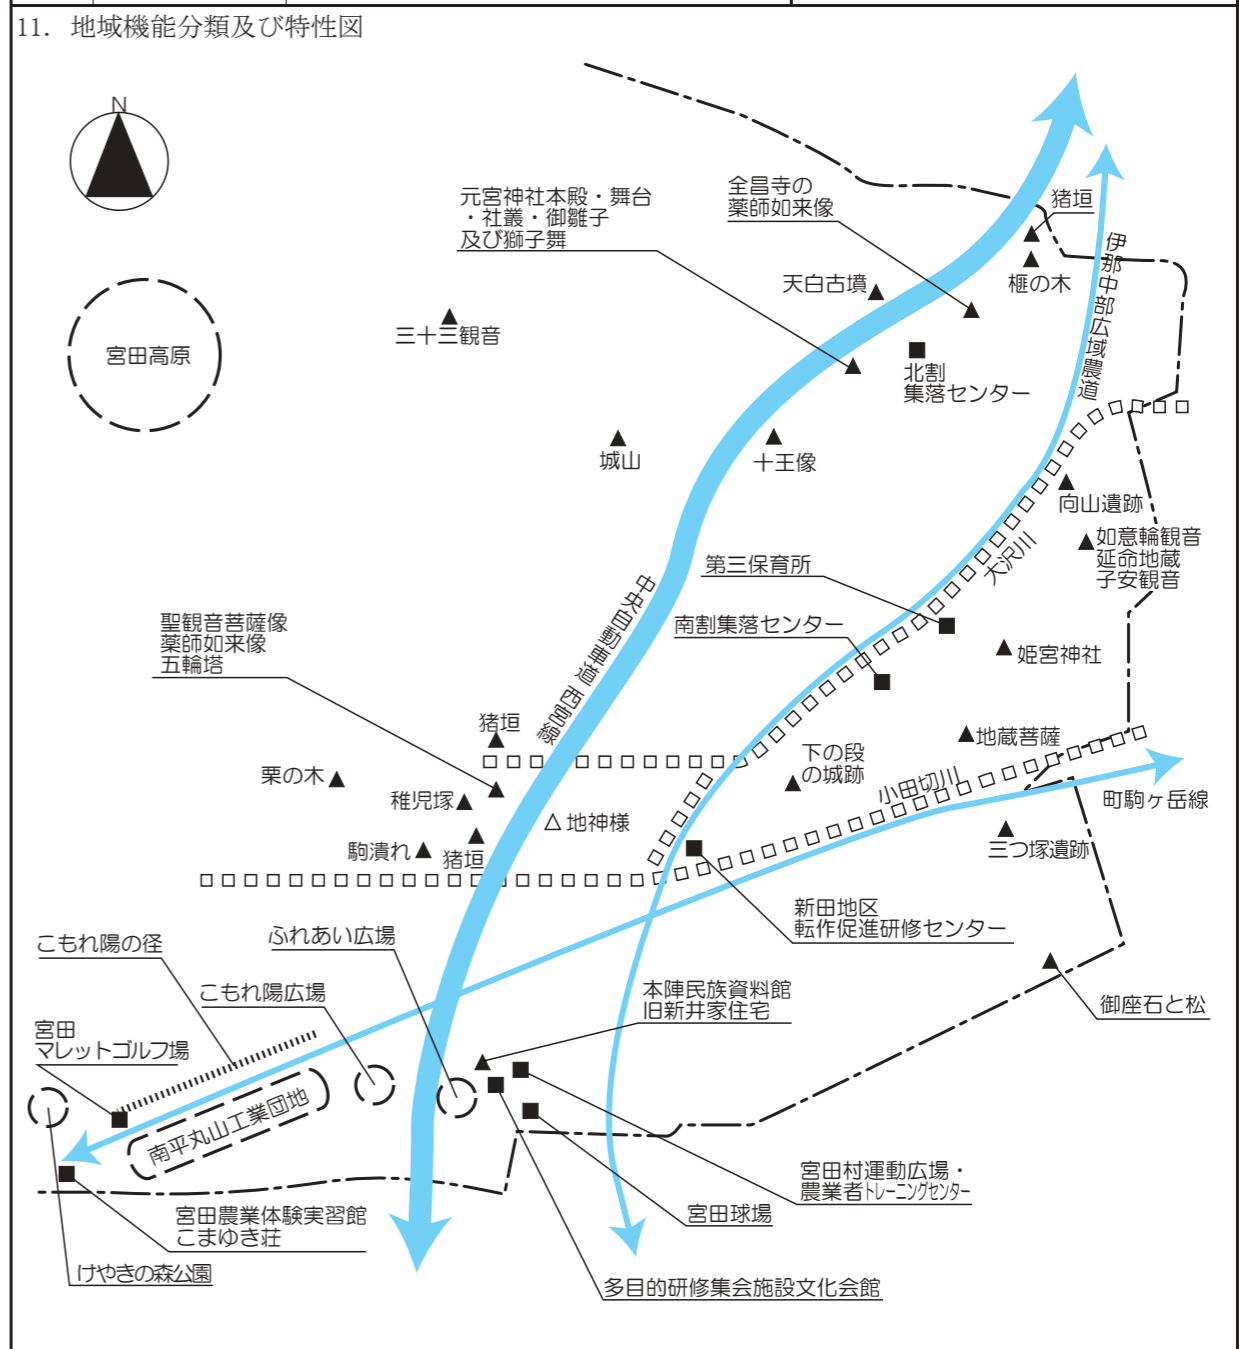 11. 地域機能分類及び特性図
N
宮田高原
元宮神社本殿・舞台
・社叢・御雛子
及び獅子舞
全昌寺の
薬師如来像
猪垣
榧の木
天白古墳
三十三観音
伊那中部広域農道
北割
集落センター
城山
十王像
向山遺跡
如意輪観音
延命地蔵
子安観音
大沢川
第三保育所
南割集落センター
中央自動車道 西宮線
姫宮神社
聖観音菩薩像
薬師如来像
五輪塔
猪垣
地蔵菩薩
下の段
の城跡
栗の木
稚児塚
小田切川
町駒ヶ岳線
地神様
駒潰れ
猪垣
三つ塚遺跡
新田地区
転作促進研修センター
ふれあい広場
こもれ陽の径
こもれ陽広場
本陣民族資料館
旧新井家住宅
御座石と松
宮田
マレットゴルフ場
南平丸山工業団地
宮田村運動広場・
農業者トレーニングセンター
宮田農業体験実習館
こまゆき荘
宮田球場
けやきの森公園
多目的研修集会施設文化会館